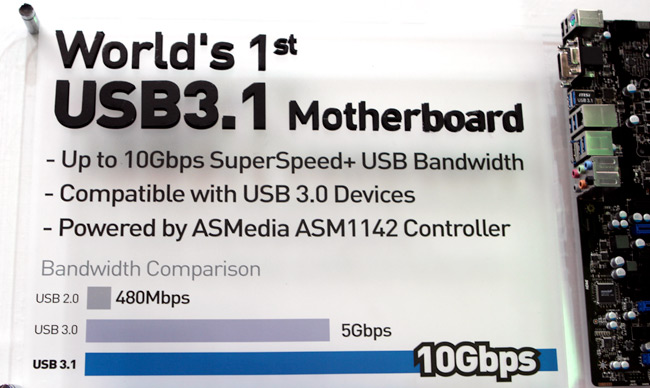 World's 1st
USB3.1 Motherboard
- Up to 10Gbps SuperSpeed+ USB Bandwidth
- Compatible with USB 3.0 Devices
- Powered by ASMedia ASM1142 Controller
Bandwidth Comparison
USB 2.0 480Mbps
USB 3.0 5Gbps
USB 3.1 10Gbps